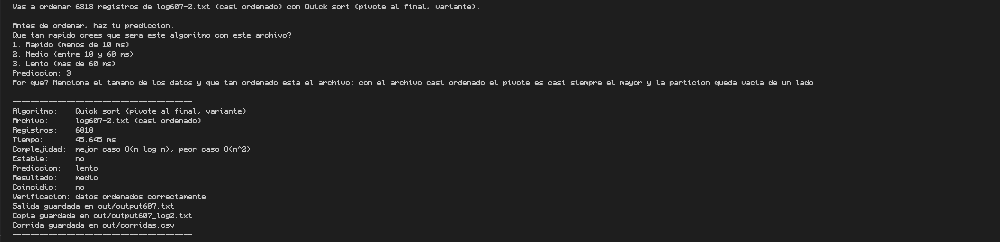 Vas a ordenar 6818 registros de log607-2.txt (casi ordenado) con Quick sort (pivote al final, variante).
Antes de ordenar, haz tu prediccion.
Que tan rapido crees que sera este algoritmo con este archivo?
1. Rapido (menos de 10 ms)
2. Medio (entre 10 y 60 ms)
3. Lento (mas de 60 ms)
Prediccion: 3
Por que? Menciona el tamano de los datos y que tan ordenado esta el archivo: con el archivo casi ordenado el pivote es casi siempre el mayor y la particion queda vacia de un lado
----------------------------------------
Algoritmo:    Quick sort (pivote al final, variante)
Archivo:      log607-2.txt (casi ordenado)
Registros:    6818
Tiempo:       45.645 ms
Complejidad:  mejor caso O(n log n), peor caso O(n^2)
Estable:      no
Prediccion:   lento
Resultado:    medio
Coincidio:    no
Verificacion: datos ordenados correctamente
Salida guardada en out/output607.txt
Copia guardada en out/output607_log2.txt
Corrida guardada en out/corridas.csv
----------------------------------------